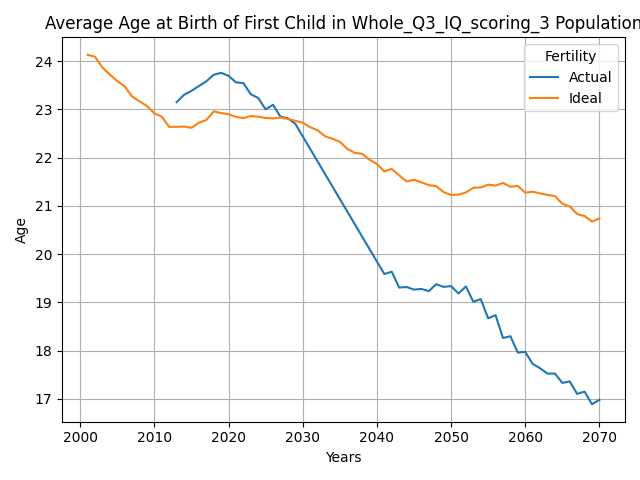 Average Age at Birth of First Child in Whole_Q3_IQ_scoring_3 Population
Fertility
Actual
Ideal
Age
24
23
22
21
20
19
18
17
2000
2010
2020
2030
2040
2050
2060
2070
Years